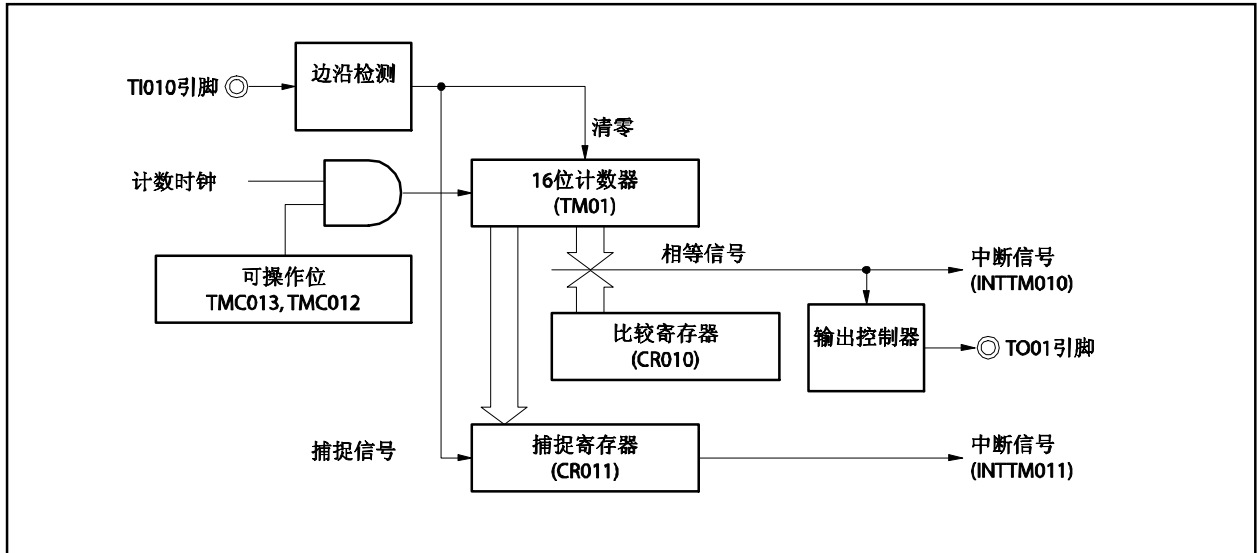 边沿检测
TI010引脚
清零
计数时钟
16位计数器
(TM01)
相等信号
中断信号
(INTTM010)
可操作位
TMC013, TMC012
比较寄存器
(CR010)
输出控制器
TO01引脚
捕捉信号
捕捉寄存器
(CR011)
中断信号
(INTTM011)